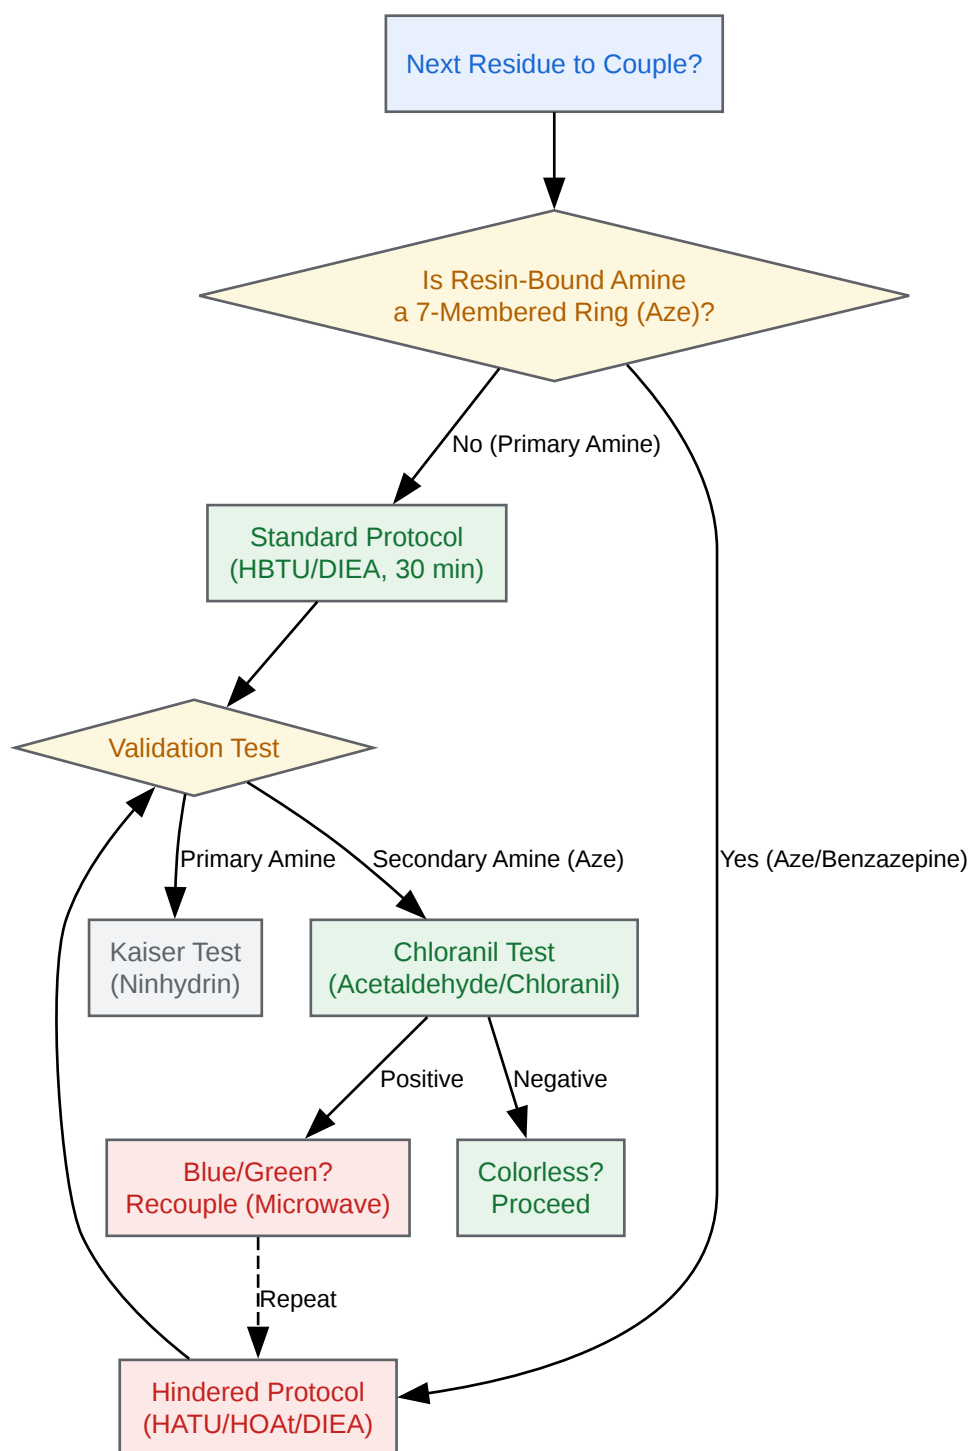 Next Residue to Couple?
Is Resin-Bound Amine
a 7-Membered Ring (Aze)?
No (Primary Amine)
Standard Protocol
(HBTU/DIEA, 30 min)
Validation Test
Primary Amine
Secondary Amine (Aze)
Yes (Aze/Benzazepine)
Kaiser Test
(Ninhydrin)
Chloranil Test
(Acetaldehyde/Chloranil)
Positive
Negative
Blue/Green?
Recouple (Microwave)
Colorless?
Proceed
Repeat
Hindered Protocol
(HATU/HOAt/DIEA)